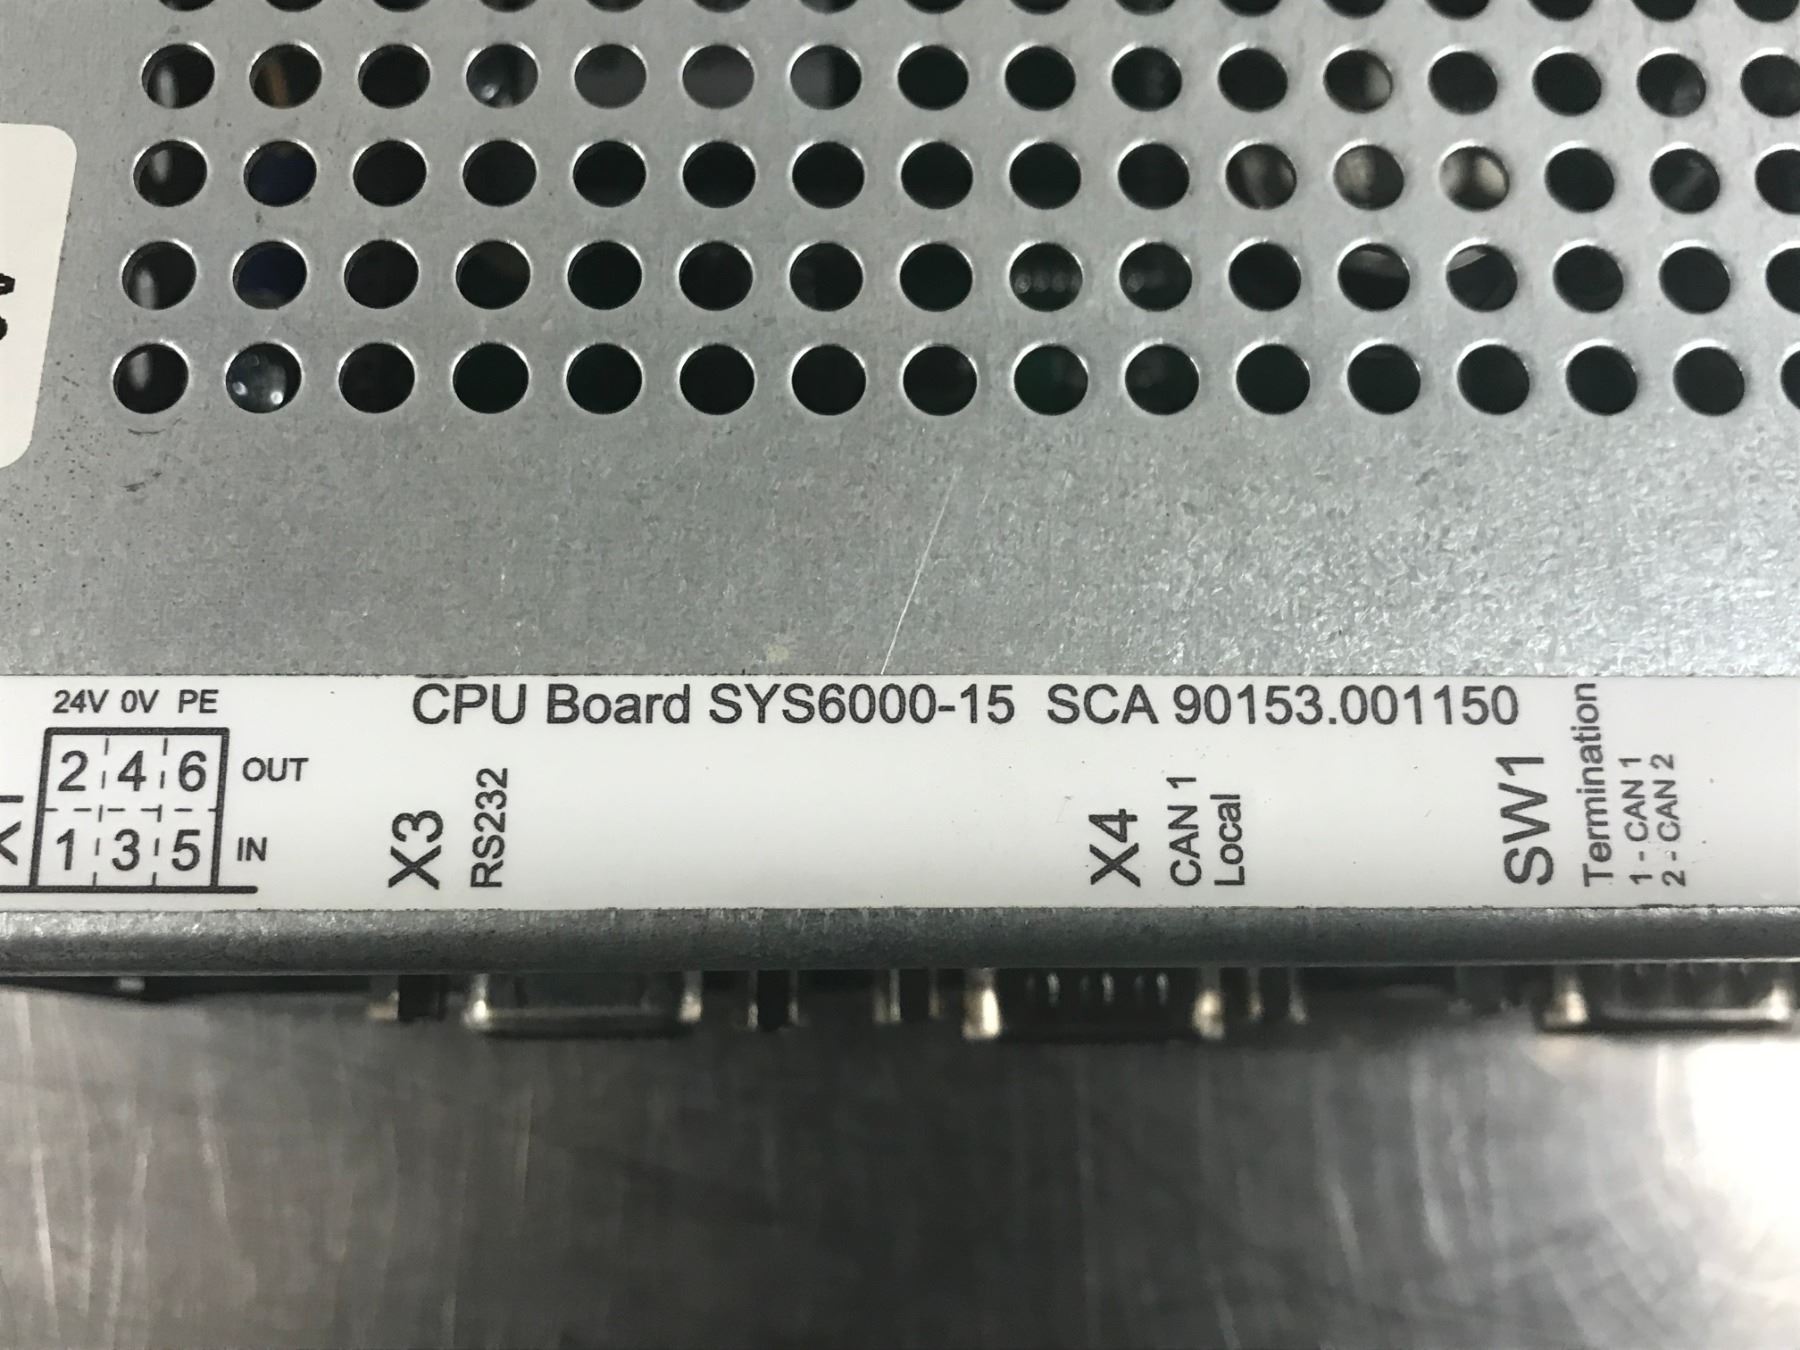 24V 0V PE
CPU Board SYS6000-15 SCA 90153.001150
2 4 6 OUT
1 3 5 IN
X3
RS232
X4
CAN 1
Local
SW1
Termination
1 - CAN 1
2 - CAN 2